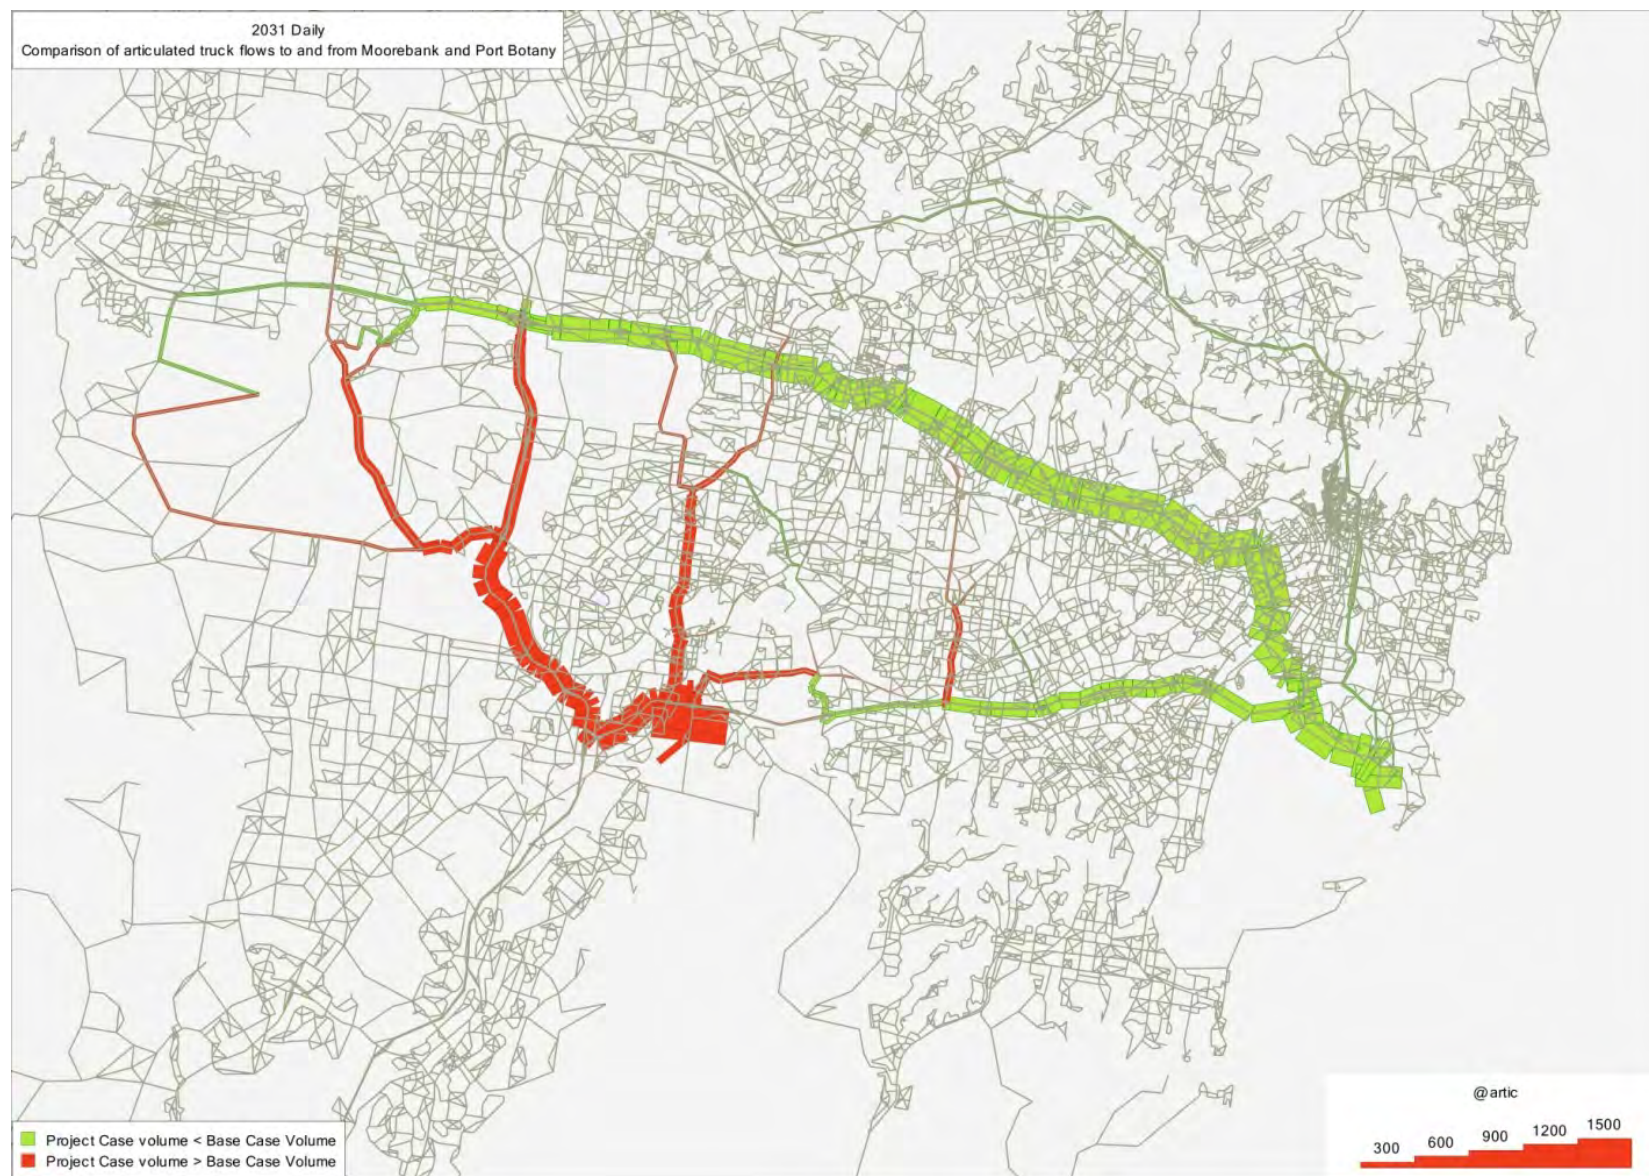 2031 Daily
Comparison of articulated truck flows to and from Moorebank and Port Botany
@artic
300 600 900 1200 1500
Project Case volume < Base Case Volume
Project Case volume > Base Case Volume